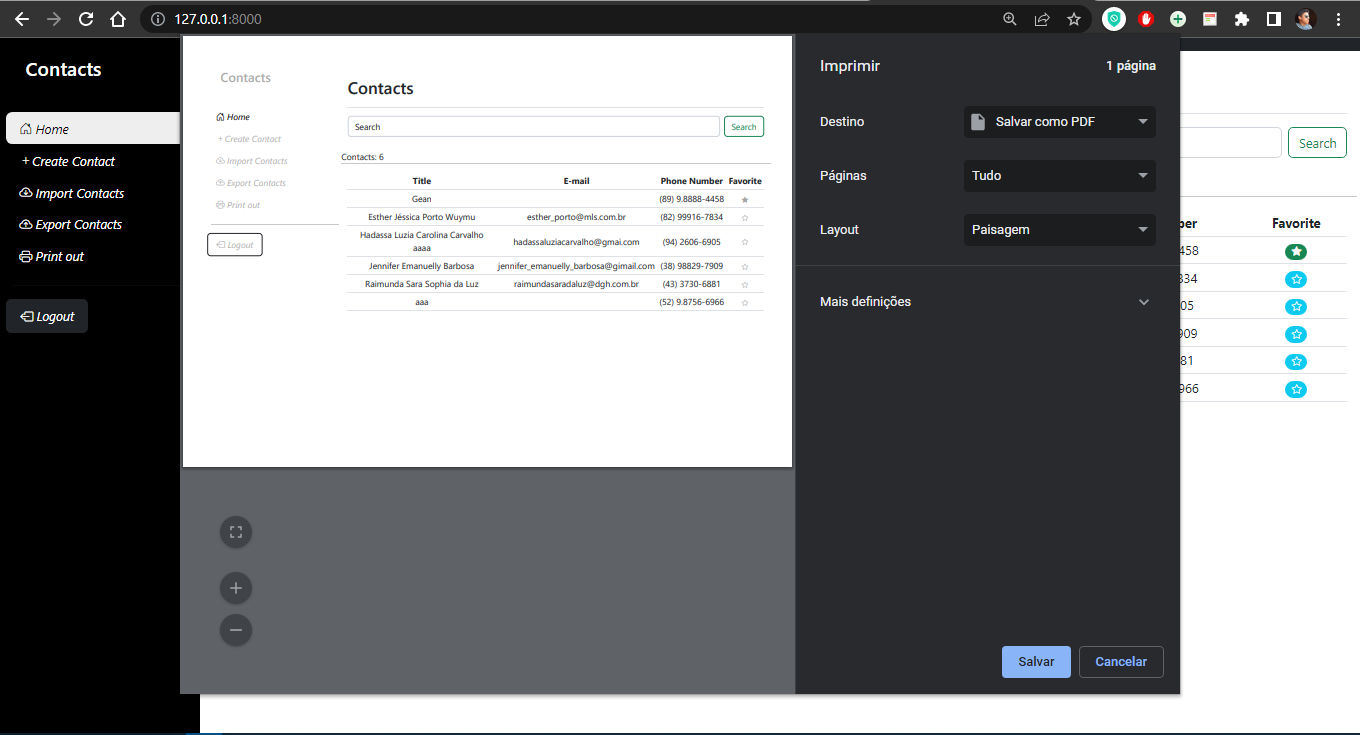 127.0.0.1:8000
Contacts
Home
+ Create Contact
Import Contacts
Export Contacts
Print out
Logout
Contacts
Home
+ Create Contact
Import Contacts
Export Contacts
Print out
Logout
Contacts
Search Search
Contacts: 6
Title E-mail Phone Number Favorite
Gean (89) 9.8888-4458
Esther Jéssica Porto Wuymu esther_porto@mls.com.br (82) 99916-7834
Hadassa Luzia Carolina Carvalho
aaaa hadassaluziacarvalho@gmai.com (94) 2606-6905
Jennifer Emanuelly Barbosa jennifer_emanuelly_barbosa@gimail.com (38) 98829-7909
Raimunda Sara Sophia da Luz raimundasaradaluz@dgh.com.br (43) 3730-6881
aaa (52) 9.8756-6966
Imprimir 1 página
Destino Salvar como PDF
Páginas Tudo
Layout Paisagem
Mais definições
Salvar Cancelar
Search
ber Favorite
458
834
05
909
81
966